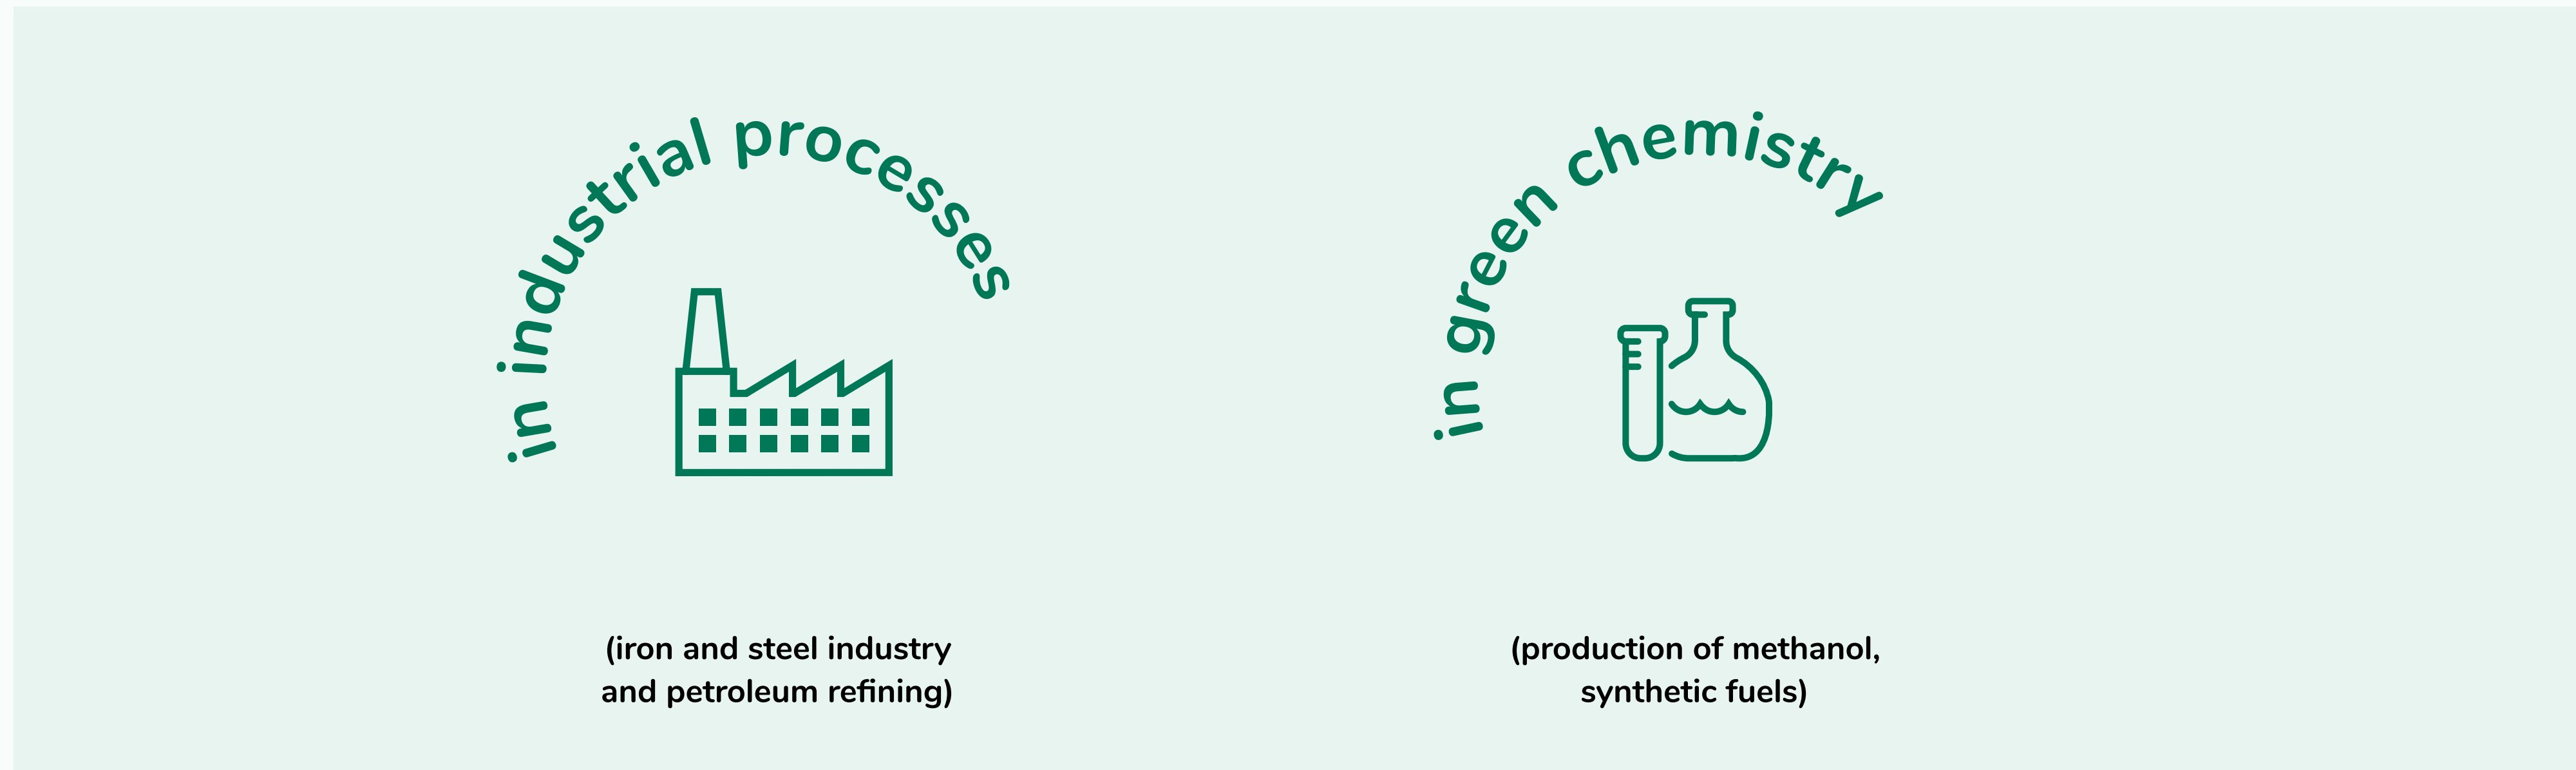 in industrial processes
(iron and steel industry
and petroleum refining)
in green chemistry
(production of methanol,
synthetic fuels)